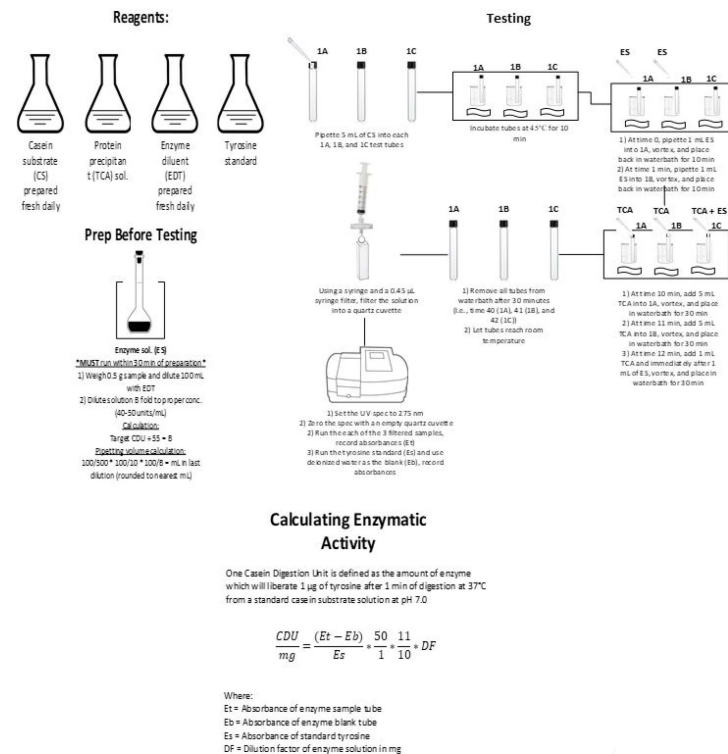 Reagents:
Casein
substrate
(CS)
prepared
fresh daily
Protein
precipitan
t (TCA) sol.
Enzyme
diluent
(EDT)
prepared
fresh daily
Tyrosine
standard
Prep Before Testing
Enzyme sol. (ES)
*MUST run within 30 min of preparation*
1) Weigh 0.5 g sample and dilute 100 mL
with EDT
2) Dilute solution B fold to proper conc.
(40-50 units/mL)
Calculation:
Target CDU ÷ 55 = B
Pipetting volume calculation:
100/500 * 100/10 * 100/B = mL in last
dilution (rounded to nearest mL)
Testing
1A
1B
1C
Pipette 5 mL of CS into each
1A, 1B, and 1C test tubes
1A
1B
1C
Incubate tubes at 45°C for 10
min
ES
ES
1A
1B
1C
1) At time 0, pipette 1 mL ES
into 1A, vortex, and place
back in waterbath for 10 min
2) At time 1 min, pipette 1 mL
ES into 1B, vortex, and place
back in waterbath for 10 min
TCA
TCA
TCA + ES
1A
1B
1C
1) At time 10 min, add 5 mL
TCA into 1A, vortex, and place
in waterbath for 30 min
2) At time 11 min, add 5 mL
TCA into 1B, vortex, and place
in waterbath for 30 min
3) At time 12 min, add 1 mL
TCA and immediately after 1
mL of ES, vortex, and place in
waterbath for 30 min
1A
1B
1C
1) Remove all tubes from
waterbath after 30 minutes
(i.e., time 40 (1A), 41 (1B), and
42 (1C))
2) Let tubes reach room
temperature
Using a syringe and a 0.45 µL
syringe filter, filter the solution
into a quartz cuvette
1) Set the UV spec to 275 nm
2) Zero the spec with an empty quartz cuvette
2) Run the each of the 3 filtered samples,
record absorbances (Et)
3) Run the tyrosine standard (Es) and use
deionized water as the blank (Eb), record
absorbances
Calculating Enzymatic
Activity
One Casein Digestion Unit is defined as the amount of enzyme
which will liberate 1 µg of tyrosine after 1 min of digestion at 37°C
from a standard casein substrate solution at pH 7.0
CDU/mg = (Et − Eb)/Es * 50/1 * 11/10 * DF
Where:
Et = Absorbance of enzyme sample tube
Eb = Absorbance of enzyme blank tube
Es = Absorbance of standard tyrosine
DF = Dilution factor of enzyme solution in mg